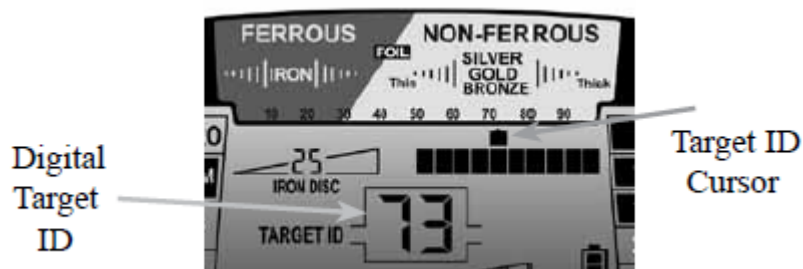 FERROUS NON-FERROUS
FOIL
IRON Thin SILVER GOLD BRONZE Thick
10 20 30 40 50 60 70 80 90
25
IRON DISC
TARGET ID 73
Digital
Target
ID
Target ID
Cursor